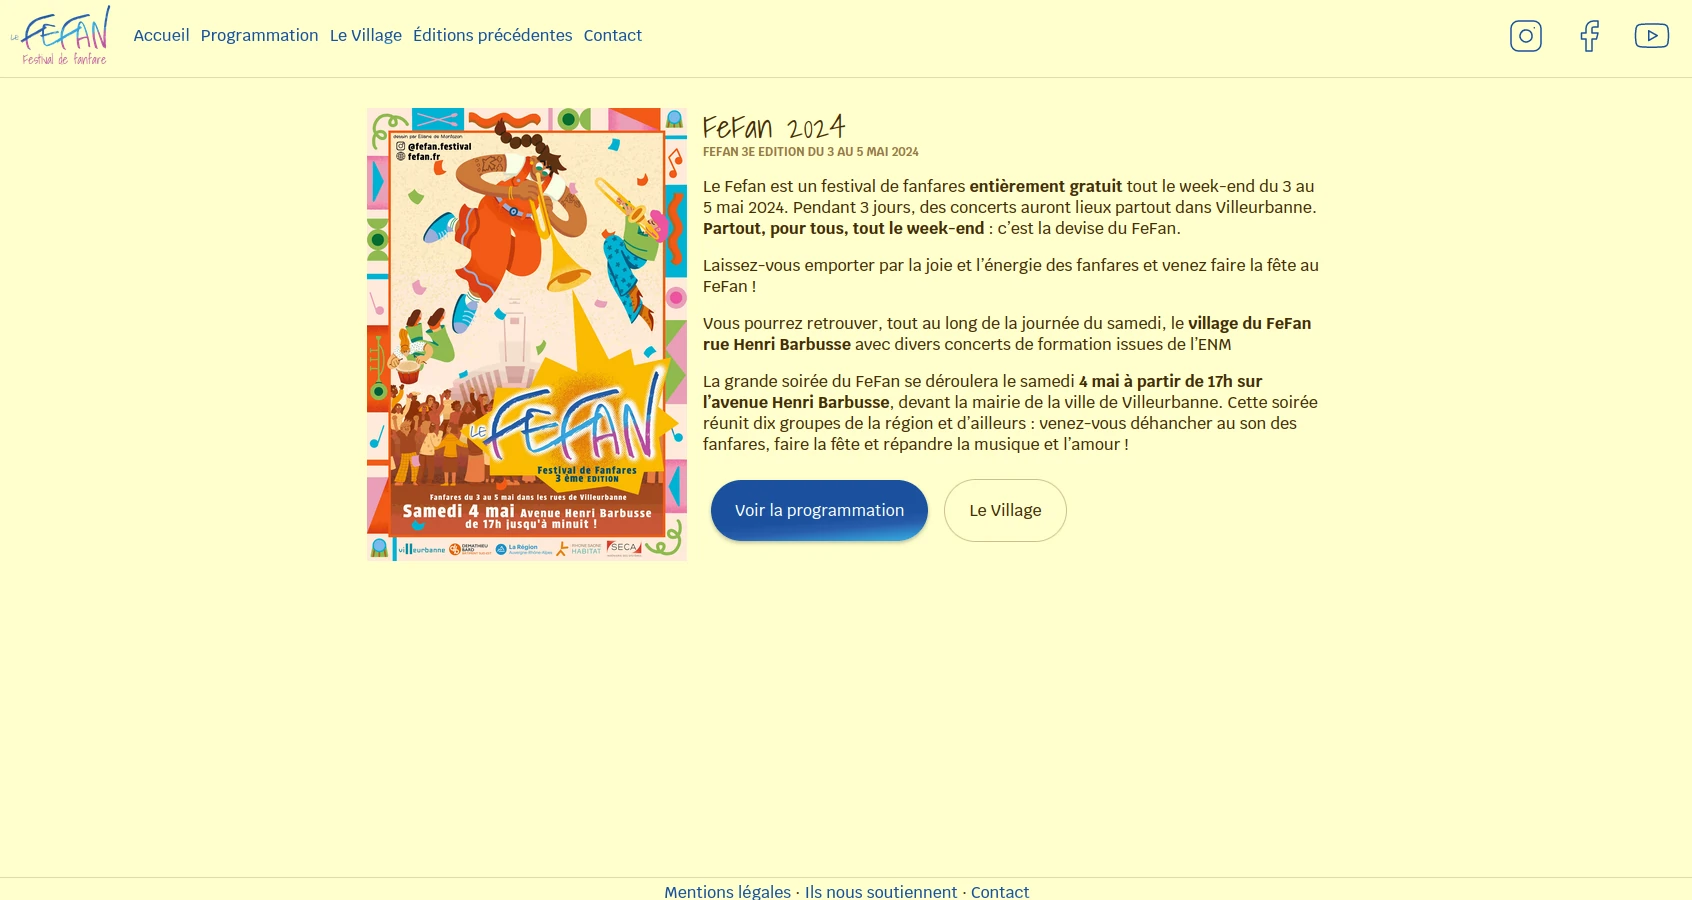 LE FEFAN
Festival de fanfare
Accueil Programmation Le Village Éditions précédentes Contact
dessin par Eliane de Monfozon
@fefan.festival
fefan.fr
LE FEFAN
Festival de Fanfares
3 ème EDITION
Fanfares du 3 au 5 mai dans les rues de Villeurbanne
Samedi 4 mai Avenue Henri Barbusse
de 17h jusqu'à minuit !
villeurbanne
La Région
Auvergne-Rhône-Alpes
HABITAT
SECA
FeFan 2024
FEFAN 3E EDITION DU 3 AU 5 MAI 2024
Le Fefan est un festival de fanfares entièrement gratuit tout le week-end du 3 au
5 mai 2024. Pendant 3 jours, des concerts auront lieux partout dans Villeurbanne.
Partout, pour tous, tout le week-end : c’est la devise du FeFan.
Laissez-vous emporter par la joie et l’énergie des fanfares et venez faire la fête au
FeFan !
Vous pourrez retrouver, tout au long de la journée du samedi, le village du FeFan
rue Henri Barbusse avec divers concerts de formation issues de l’ENM
La grande soirée du FeFan se déroulera le samedi 4 mai à partir de 17h sur
l’avenue Henri Barbusse, devant la mairie de la ville de Villeurbanne. Cette soirée
réunit dix groupes de la région et d’ailleurs : venez-vous déhancher au son des
fanfares, faire la fête et répandre la musique et l’amour !
Voir la programmation Le Village
Mentions légales · Ils nous soutiennent · Contact